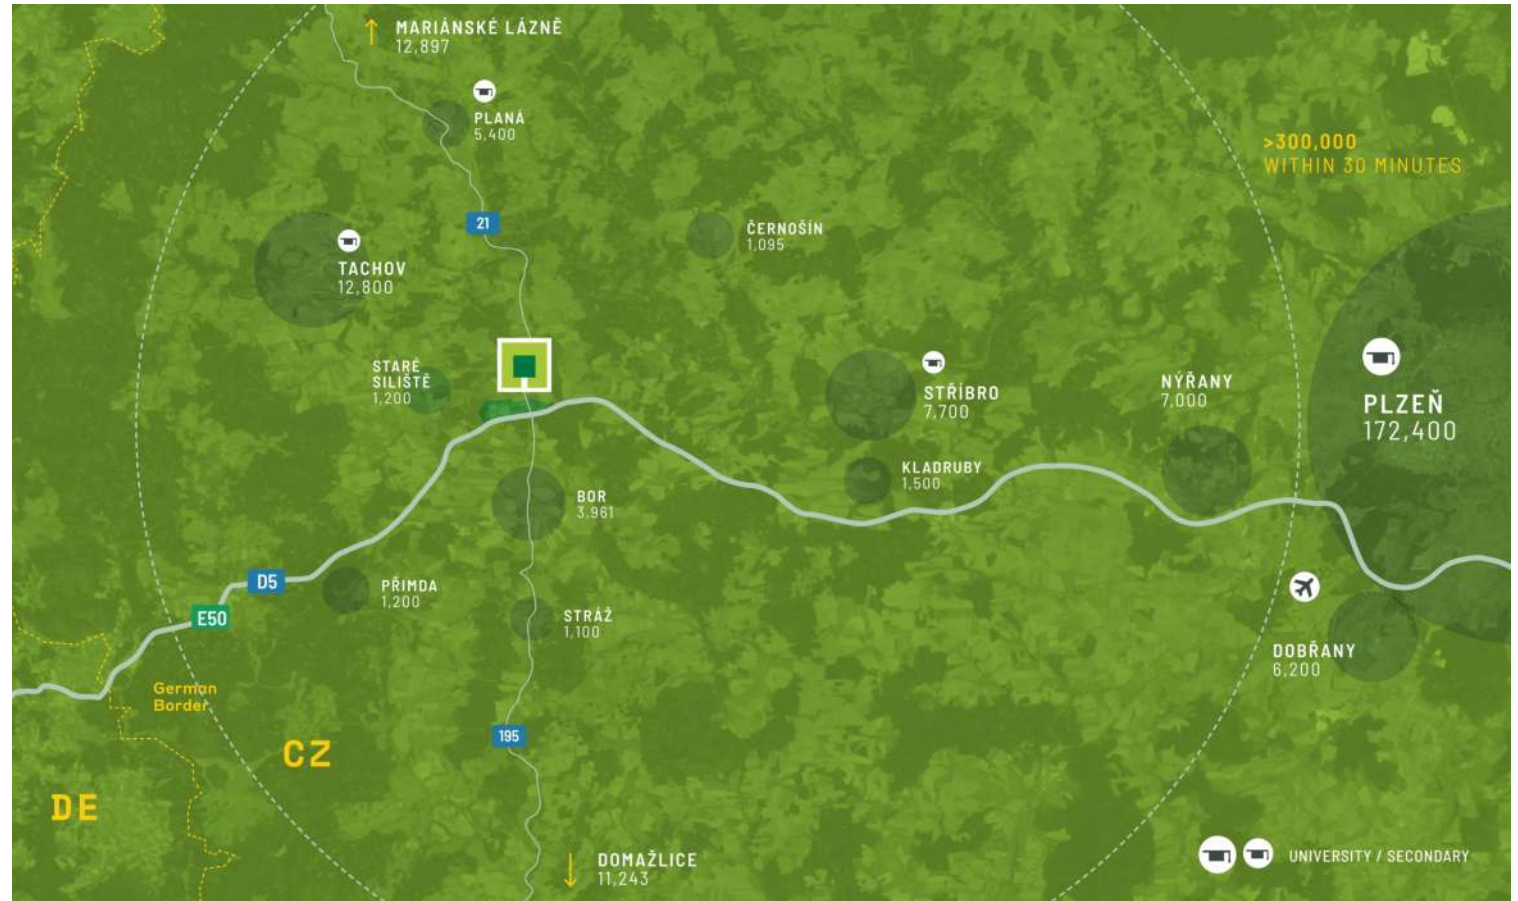 MARIÁNSKÉ LÁZNĚ
12,897
PLANÁ
5,400
>300,000
WITHIN 30 MINUTES
21
ČERNOŠÍN
1,095
TACHOV
12,800
STARÉ
SILIŠTĚ
1,200
STŘÍBRO
7,700
NÝŘANY
7,000
PLZEŇ
172,400
KLADRUBY
1,500
BOR
3.961
D5
PŘIMDA
1,200
E50
STRÁŽ
1,100
DOBŘANY
6,200
German
Border
195
CZ
DE
DOMAŽLICE
11,243
UNIVERSITY / SECONDARY